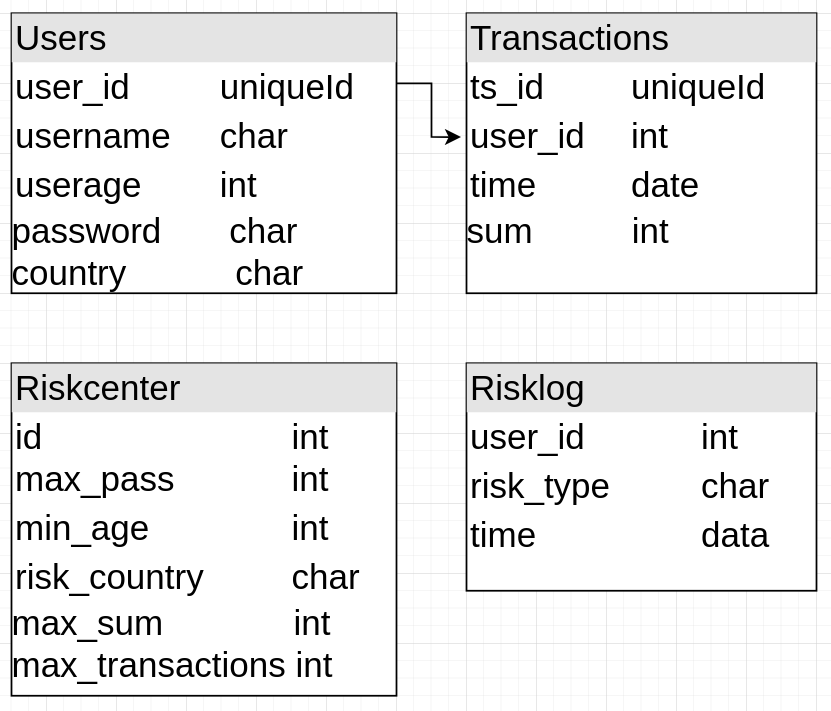 Users
user_id uniqueId
username char
userage int
password char
country char
Transactions
ts_id uniqueId
user_id int
time date
sum int
Riskcenter
id int
max_pass int
min_age int
risk_country char
max_sum int
max_transactions int
Risklog
user_id int
risk_type char
time data